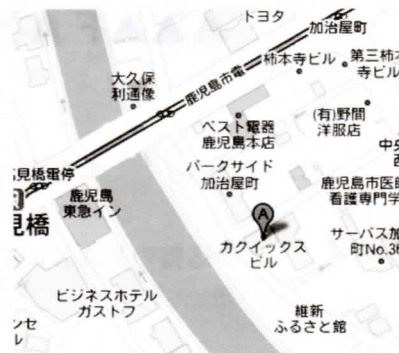 トヨタ
加治屋町
柿本寺ビル
第三柿本
寺ビル
大久保
利通像
鹿児島市電
(有)野間
洋服店
ベスト電器
鹿児島本店
中央
パークサイド
加治屋町
見橋電停
鹿児島
東急イン
見橋
鹿児島市医師
看護専門学
A
カクイックス
ビル
サーパス加
町No.38
ビジネスホテル
ガストフ
維新
ふるさと館
ンセ
ル